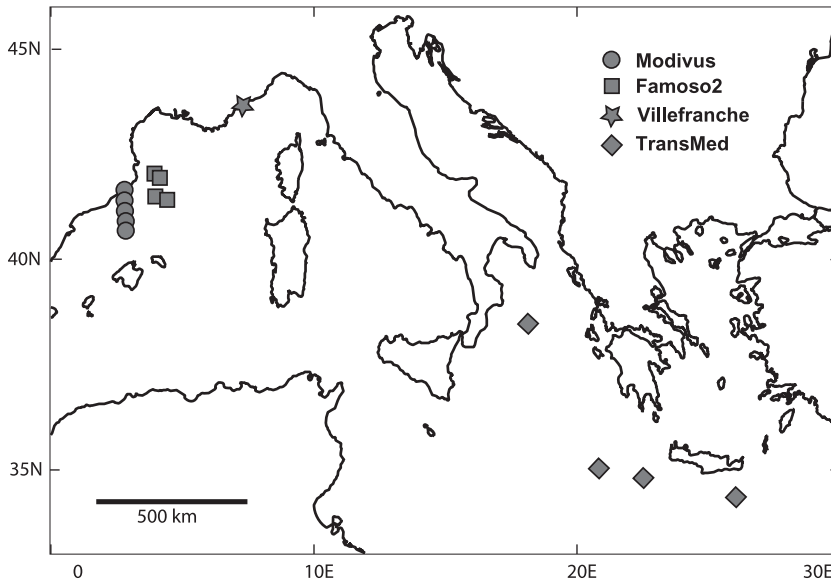 45N
Modivus
Famoso2
Villefranche
TransMed
40N
35N
500 km
0 10E 20E 30E